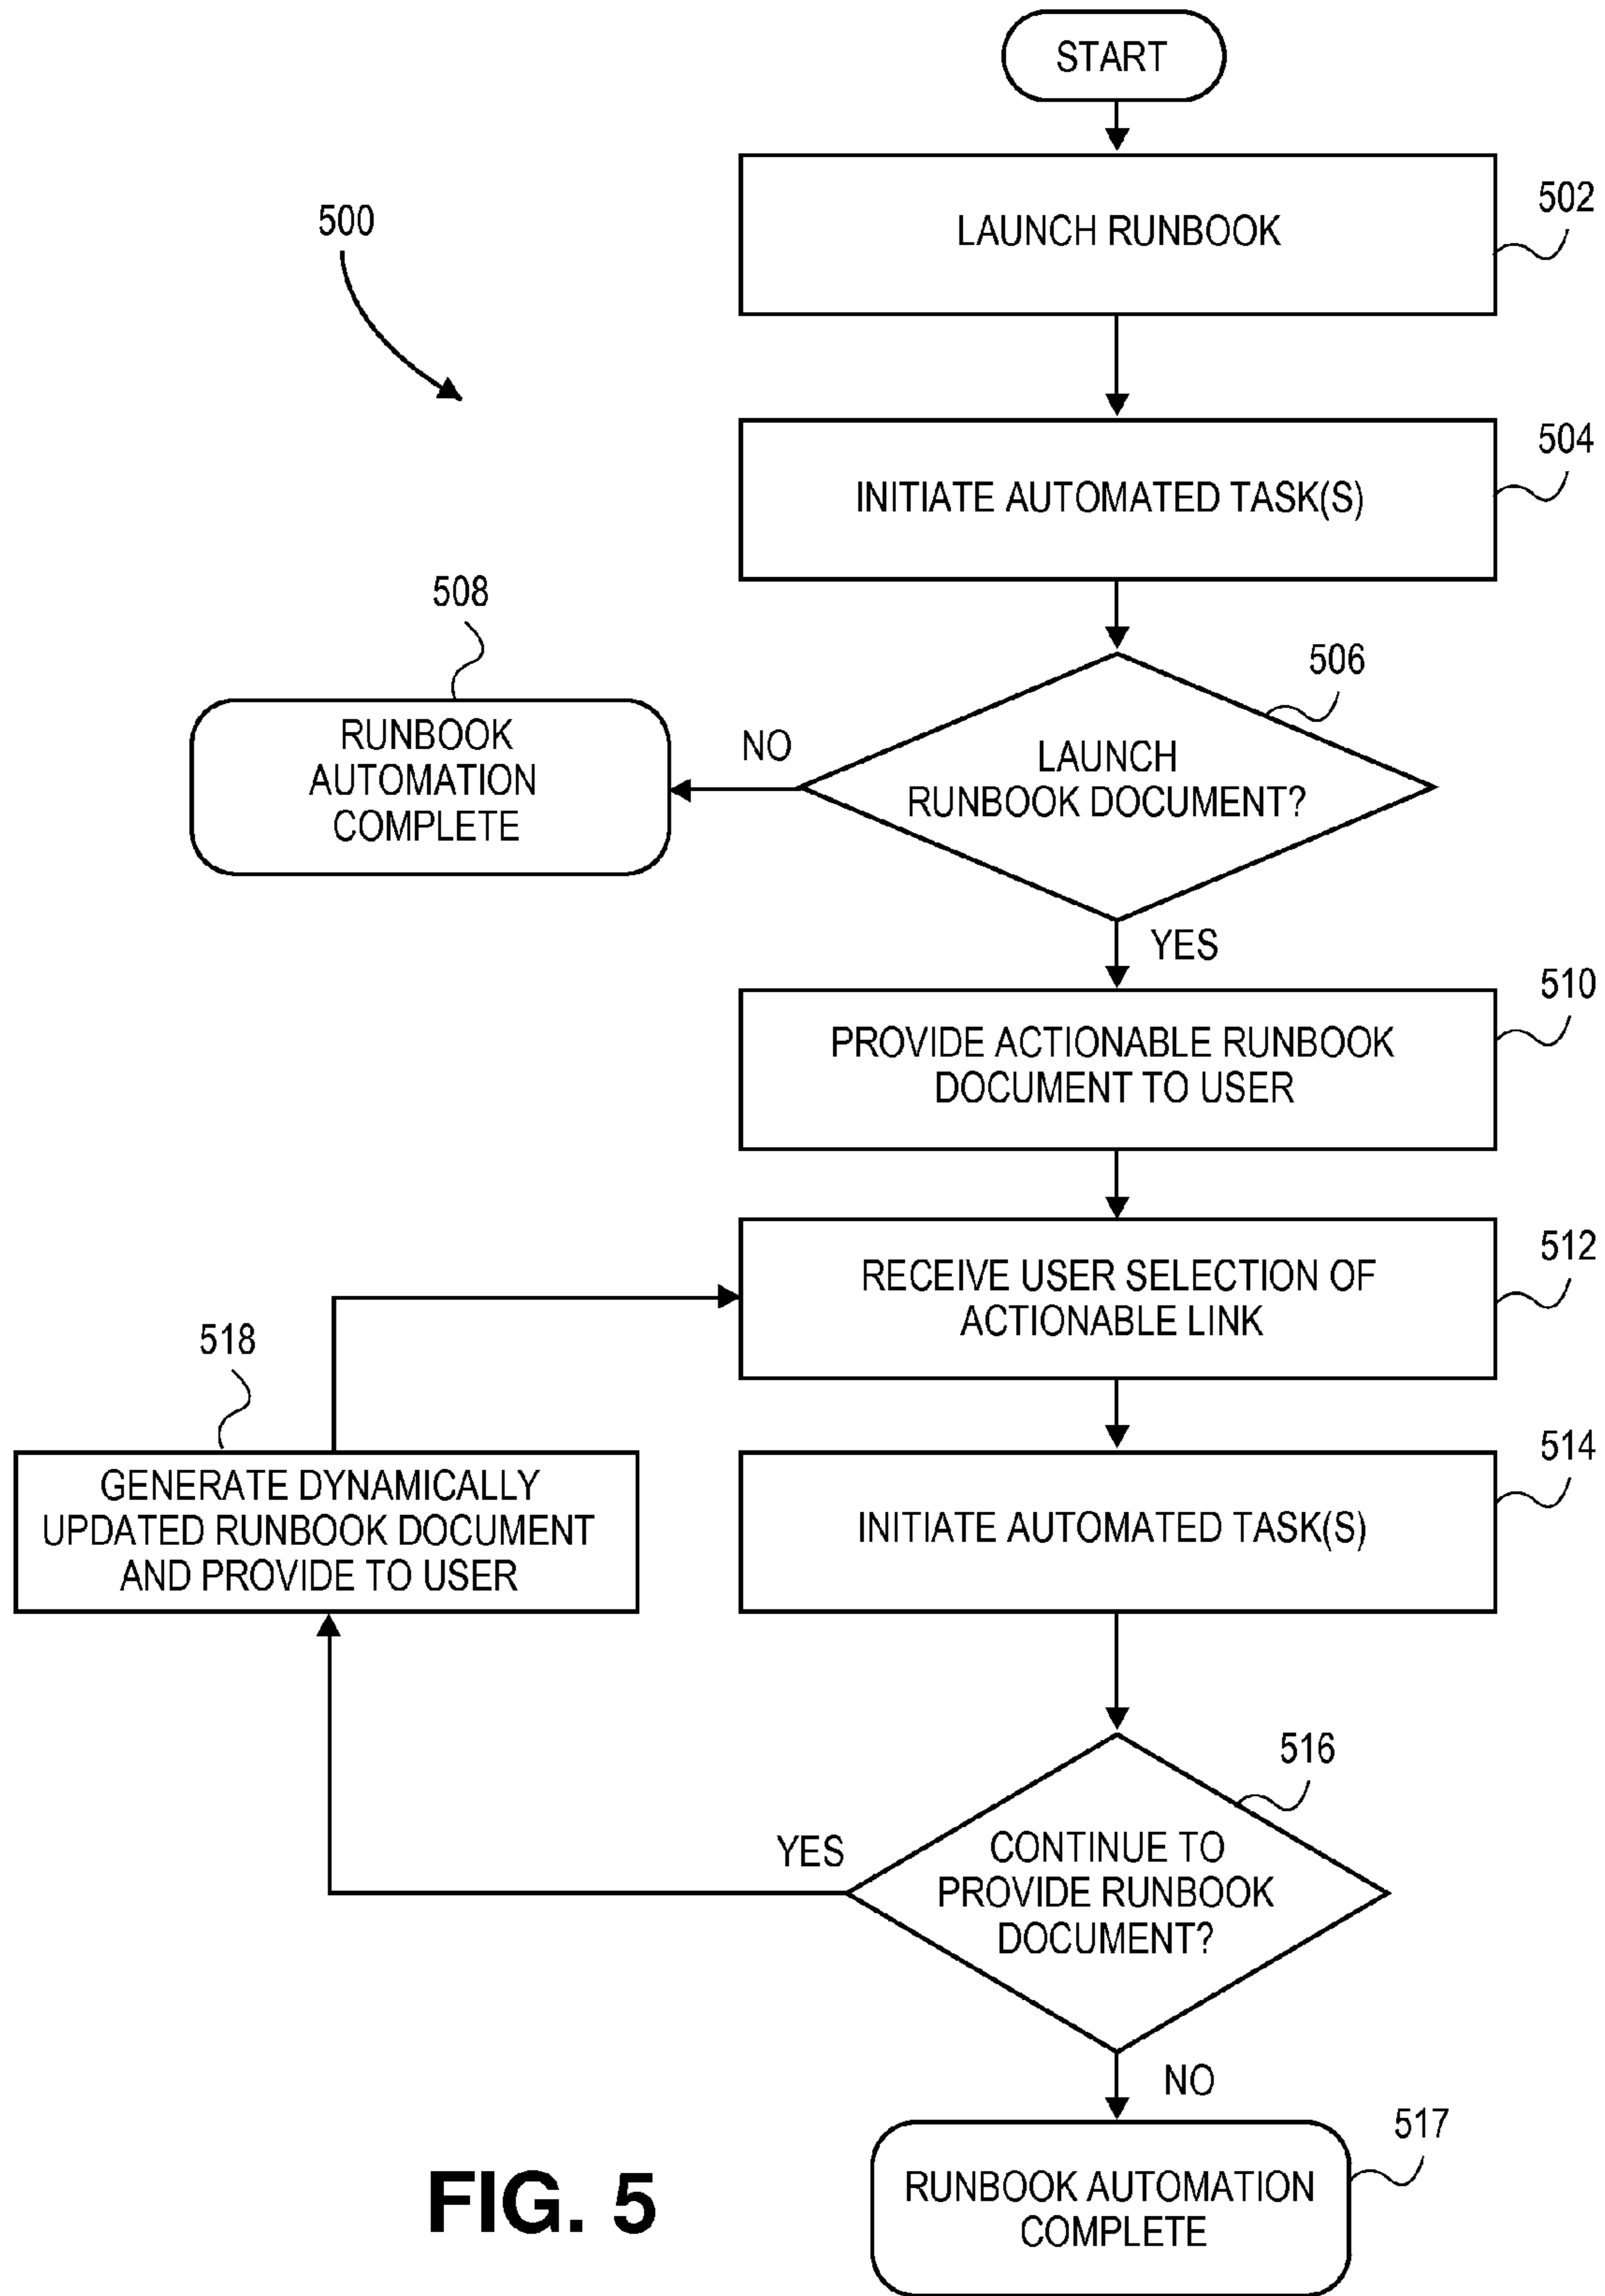 START
500
502
LAUNCH RUNBOOK
504
INITIATE AUTOMATED TASK(S)
508
506
RUNBOOK
AUTOMATION
COMPLETE
NO
LAUNCH
RUNBOOK DOCUMENT?
YES
510
PROVIDE ACTIONABLE RUNBOOK
DOCUMENT TO USER
512
RECEIVE USER SELECTION OF
ACTIONABLE LINK
518
514
GENERATE DYNAMICALLY
UPDATED RUNBOOK DOCUMENT
AND PROVIDE TO USER
INITIATE AUTOMATED TASK(S)
516
YES
CONTINUE TO
PROVIDE RUNBOOK
DOCUMENT?
NO
517
RUNBOOK AUTOMATION
COMPLETE
FIG. 5